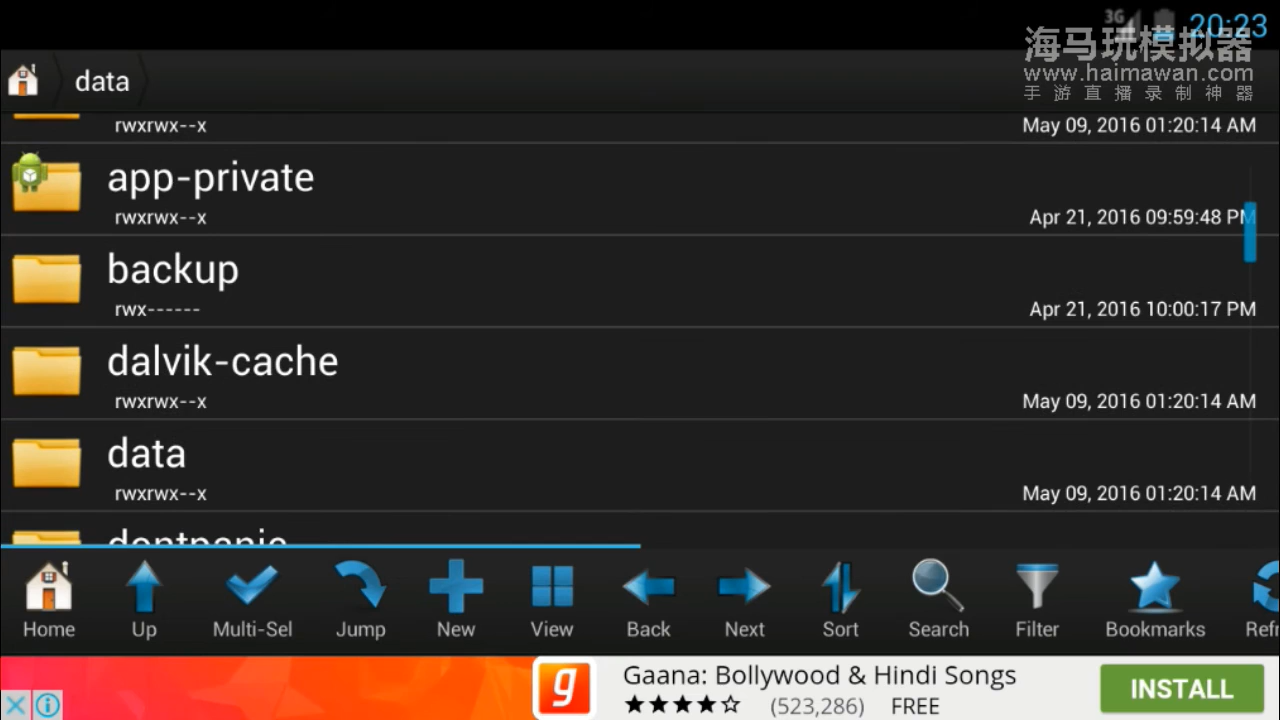 3G 20:23
海马玩模拟器
www.haimawan.com
手游直播录制神器
data
rwxrwx--x May 09, 2016 01:20:14 AM
app-private
rwxrwx--x Apr 21, 2016 09:59:48 PM
backup
rwx------ Apr 21, 2016 10:00:17 PM
dalvik-cache
rwxrwx--x May 09, 2016 01:20:14 AM
data
rwxrwx--x May 09, 2016 01:20:14 AM
dontpanic
Home Up Multi-Sel Jump New View Back Next Sort Search Filter Bookmarks Refr
g Gaana: Bollywood & Hindi Songs
(523,286) FREE
INSTALL